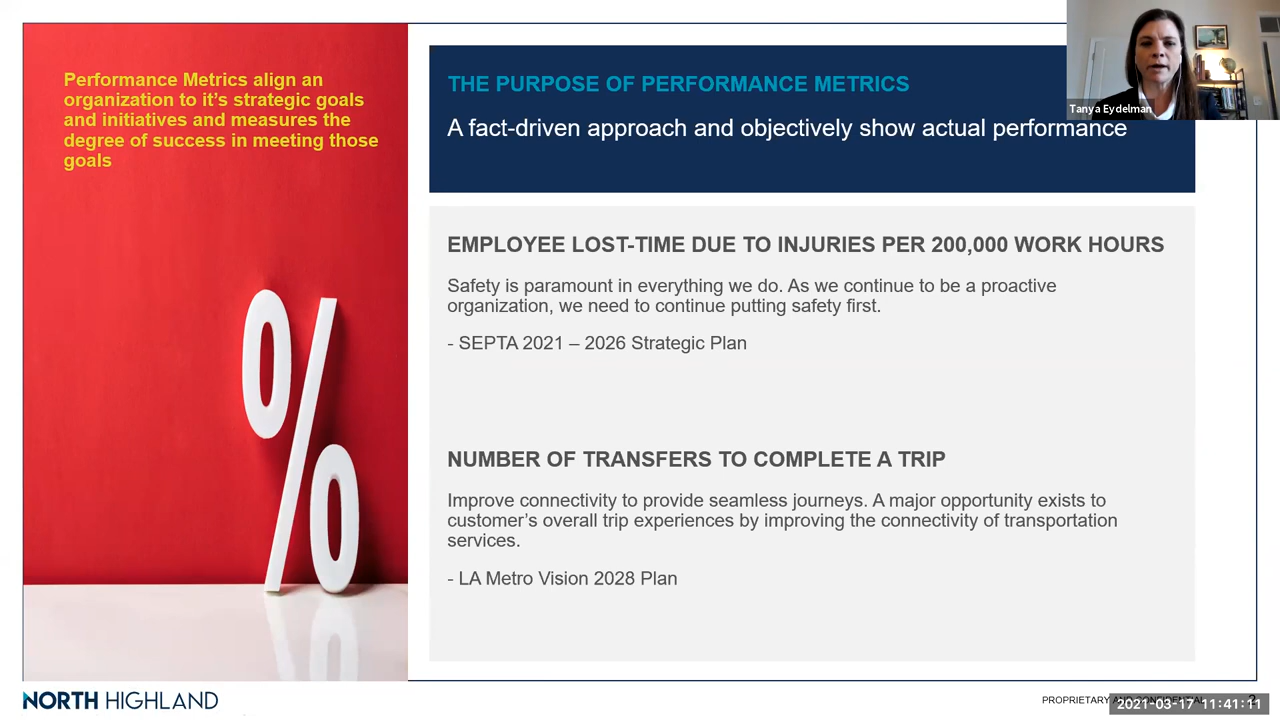 Performance Metrics align an
organization to it's strategic goals
and initiatives and measures the
degree of success in meeting those
goals
THE PURPOSE OF PERFORMANCE METRICS
A fact-driven approach and objectively show actual performance
Tanya Eydelman
EMPLOYEE LOST-TIME DUE TO INJURIES PER 200,000 WORK HOURS
Safety is paramount in everything we do. As we continue to be a proactive
organization, we need to continue putting safety first.
- SEPTA 2021 – 2026 Strategic Plan
NUMBER OF TRANSFERS TO COMPLETE A TRIP
Improve connectivity to provide seamless journeys. A major opportunity exists to
customer's overall trip experiences by improving the connectivity of transportation
services.
- LA Metro Vision 2028 Plan
%
NORTH HIGHLAND
PROPRIETARY AND CONFIDENTIAL
2021-03-17 11:41:11